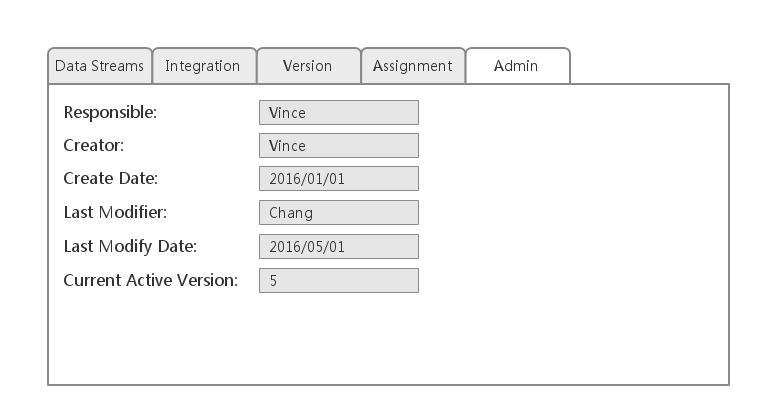 Data Streams Integration Version Assignment Admin
Responsible: Vince
Creator: Vince
Create Date: 2016/01/01
Last Modifier: Chang
Last Modify Date: 2016/05/01
Current Active Version: 5